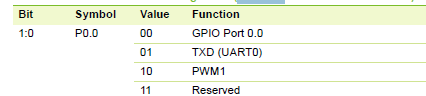 Bit Symbol Value Function
1:0 P0.0 00 GPIO Port 0.0
01 TXD (UART0)
10 PWM1
11 Reserved